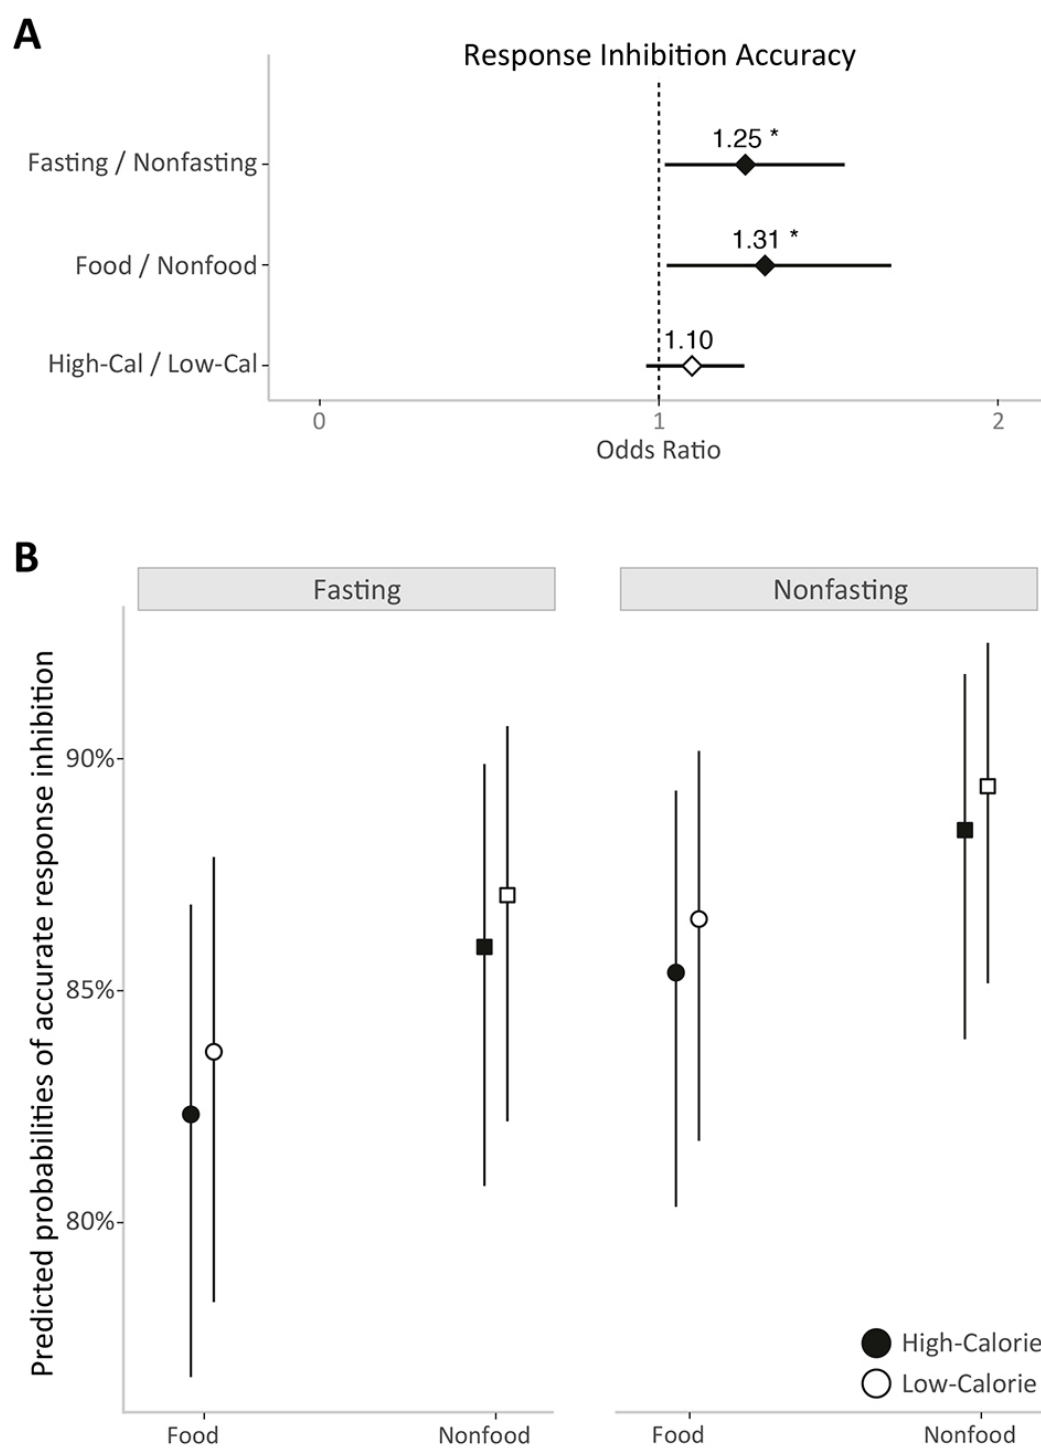 A
Response Inhibition Accuracy
Fasting / Nonfasting
1.25 *
Food / Nonfood
1.31 *
High-Cal / Low-Cal
1.10
0 1 2
Odds Ratio
B
Fasting Nonfasting
Predicted probabilities of accurate response inhibition
90%
85%
80%
High-Calorie
Low-Calorie
Food Nonfood Food Nonfood